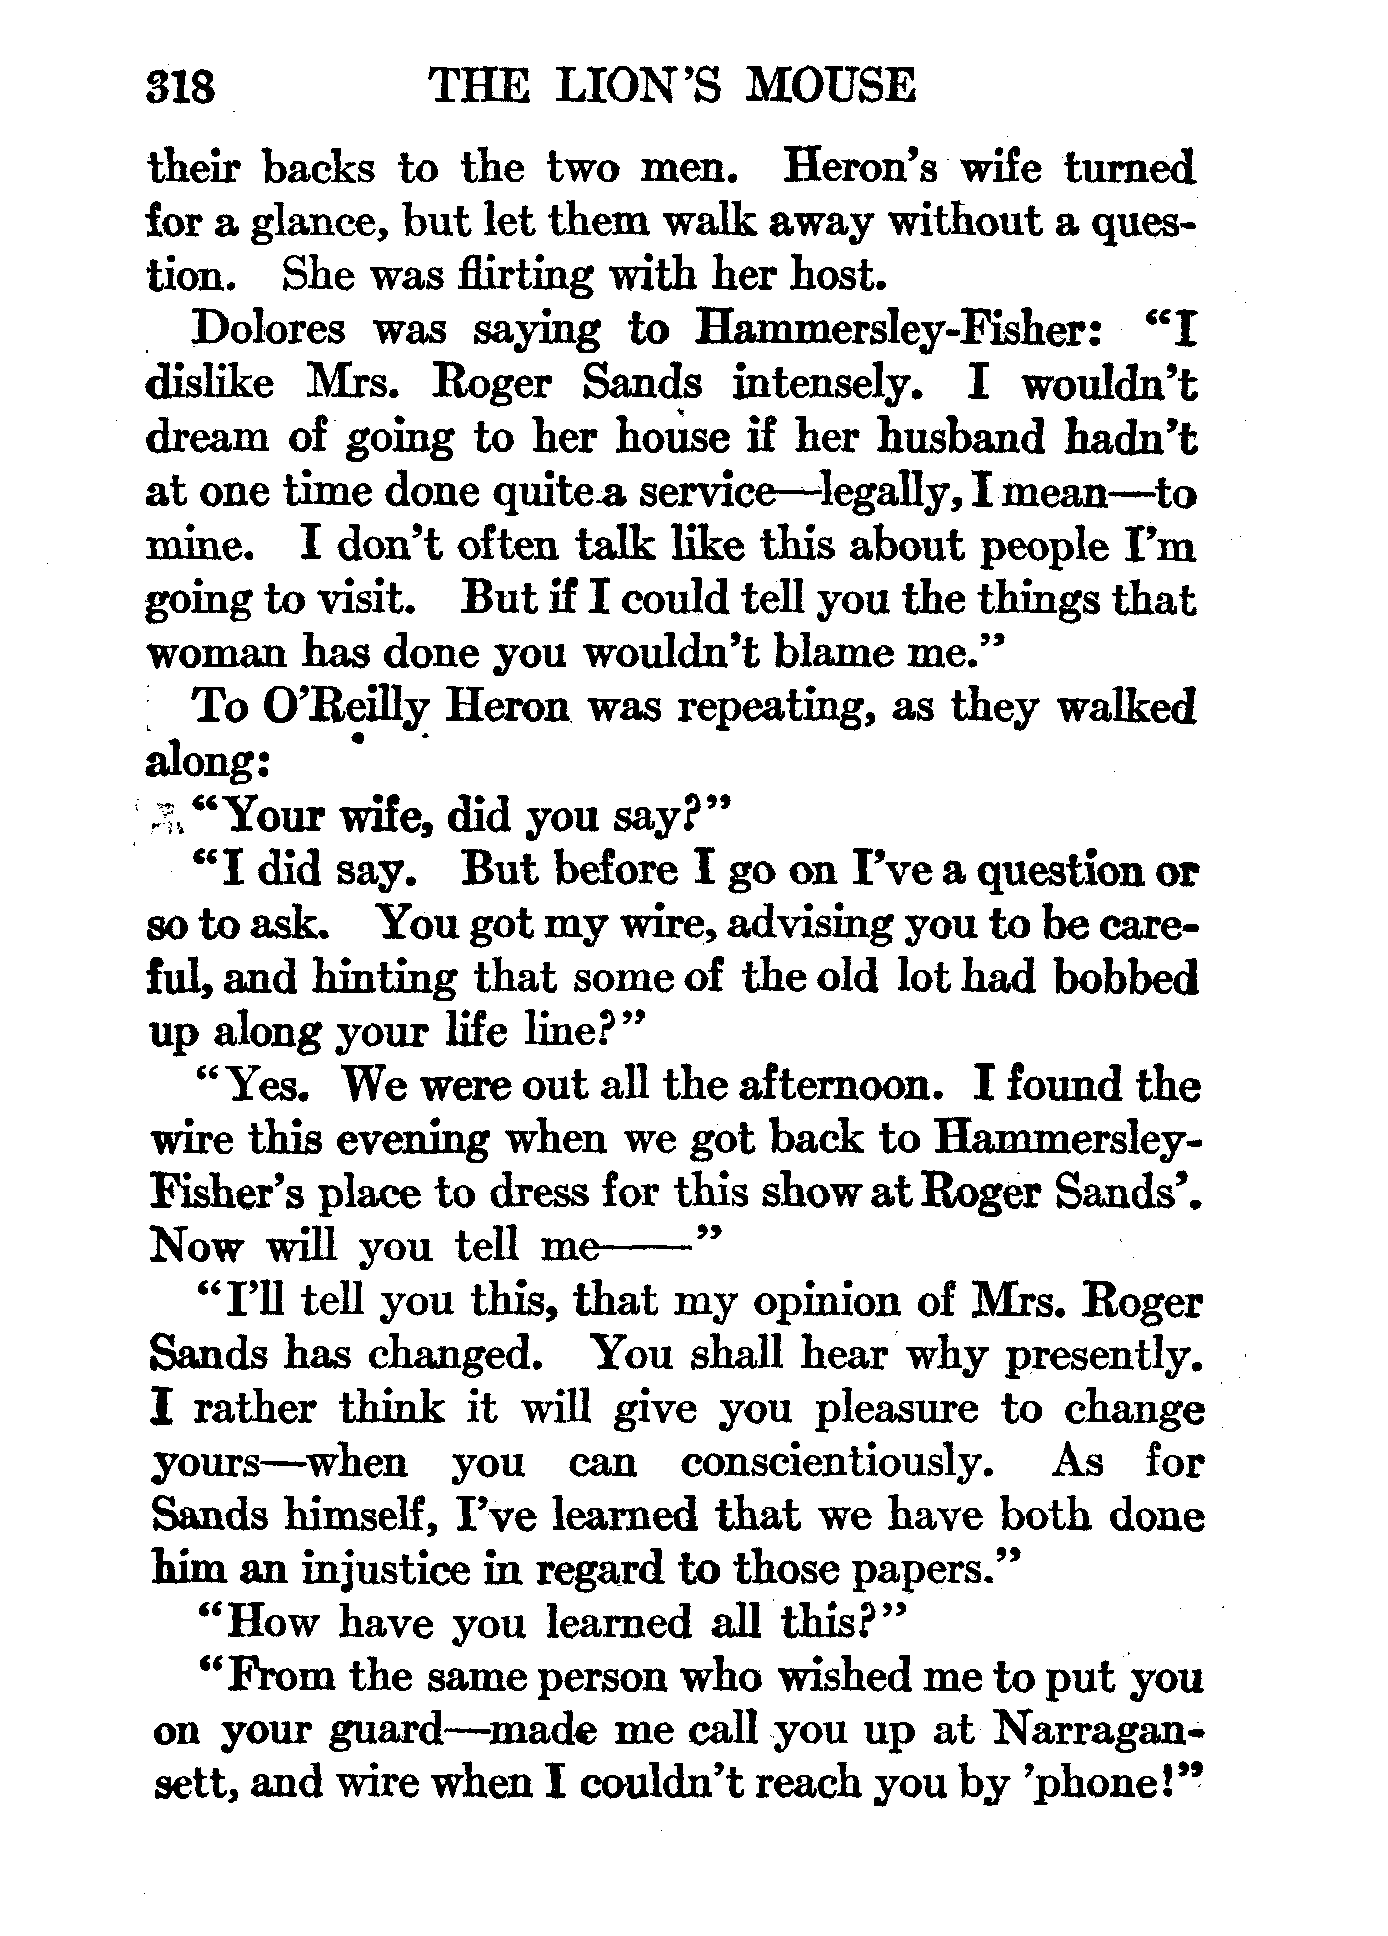 318 THE LION'S MOUSE
their backs to the two men. Heron's wife turned
for a glance, but let them walk away without a ques-
tion. She was flirting with her host.
Dolores was saying to Hammersley-Fisher: "I
dislike Mrs. Roger Sands intensely. I wouldn't
dream of going to her house if her husband hadn't
at one time done quite a service—legally, I mean—to
mine. I don't often talk like this about people I'm
going to visit. But if I could tell you the things that
woman has done you wouldn't blame me."
To O'Reilly Heron was repeating, as they walked
along:
"Your wife, did you say?"
"I did say. But before I go on I've a question or
so to ask. You got my wire, advising you to be care-
ful, and hinting that some of the old lot had bobbed
up along your life line?"
"Yes. We were out all the afternoon. I found the
wire this evening when we got back to Hammersley-
Fisher's place to dress for this show at Roger Sands'.
Now will you tell me——"
"I'll tell you this, that my opinion of Mrs. Roger
Sands has changed. You shall hear why presently.
I rather think it will give you pleasure to change
yours—when you can conscientiously. As for
Sands himself, I've learned that we have both done
him an injustice in regard to those papers."
"How have you learned all this?"
"From the same person who wished me to put you
on your guard—made me call you up at Narragan-
sett, and wire when I couldn't reach you by 'phone!"